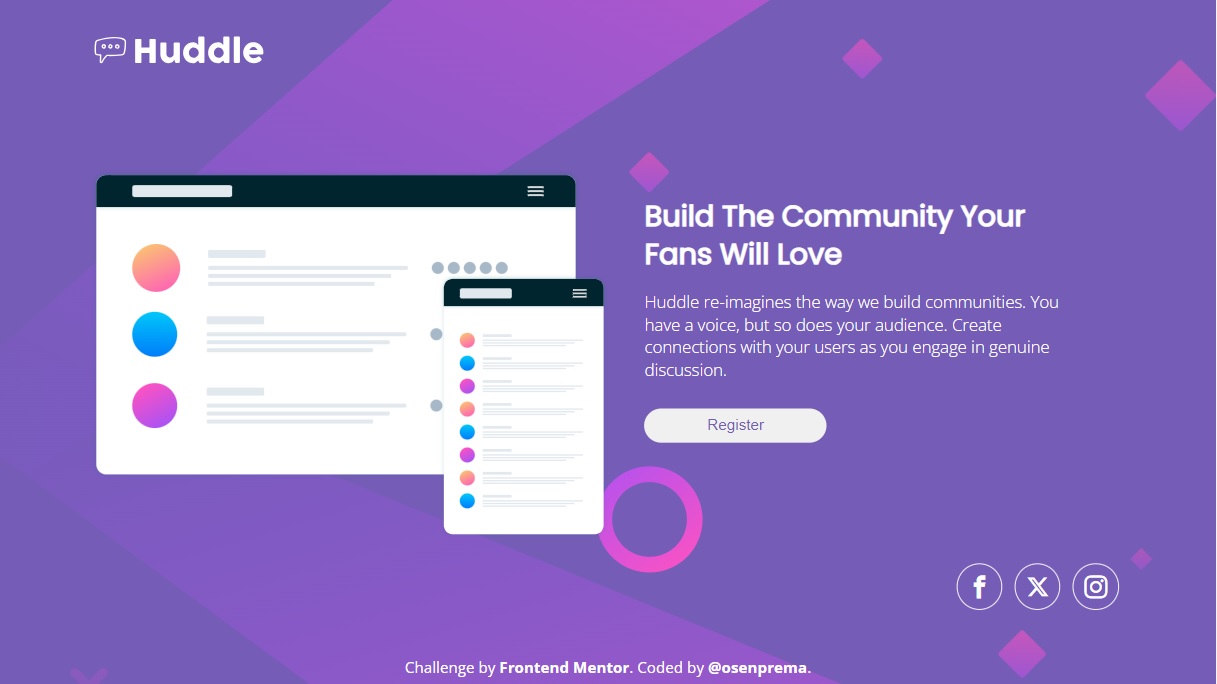 Huddle
Build The Community Your
Fans Will Love
Huddle re-imagines the way we build communities. You
have a voice, but so does your audience. Create
connections with your users as you engage in genuine
discussion.
Register
Challenge by Frontend Mentor. Coded by @osenprema.